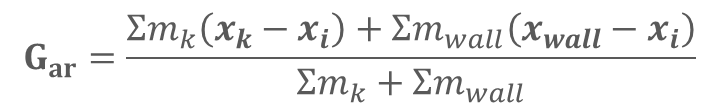 G_ar = (Σm_k(x_k − x_i) + Σm_wall(x_wall − x_i)) / (Σm_k + Σm_wall)